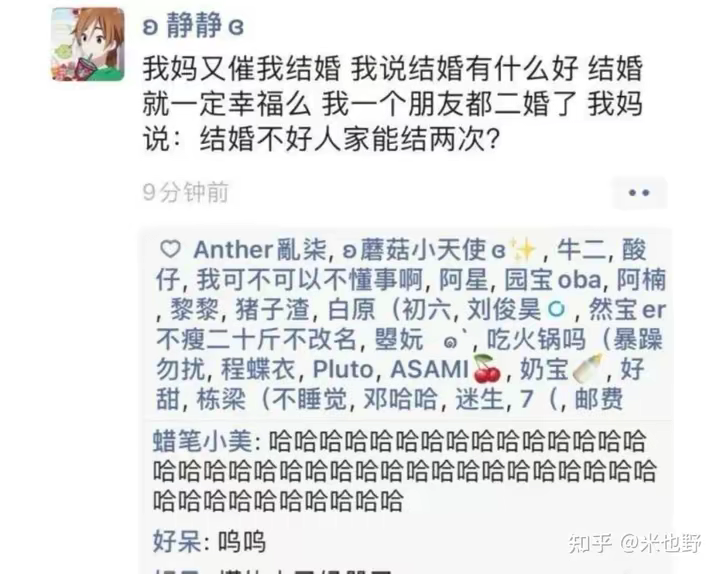 ʚ 静静 ɞ
我妈又催我结婚 我说结婚有什么好 结婚
就一定幸福么 我一个朋友都二婚了 我妈
说：结婚不好人家能结两次？
9分钟前
Anther亂柒, ʚ蘑菇小天使ɞ✨, 牛二, 酸
仔, 我可不可以不懂事啊, 阿星, 园宝oba, 阿楠
, 黎黎, 猪子渣, 白原（初六, 刘俊昊, 然宝er
不瘦二十斤不改名, 曌妧 ๑՝, 吃火锅吗（暴躁
勿扰, 程蝶衣, Pluto, ASAMI🍒, 奶宝🍼, 好
甜, 栋梁（不睡觉, 邓哈哈, 迷生, 7（, 邮费
蜡笔小美: 哈哈哈哈哈哈哈哈哈哈哈哈哈哈哈
哈哈哈哈哈哈哈哈哈哈哈哈哈哈哈哈哈哈哈哈
哈哈哈哈哈哈哈哈哈哈
好呆: 呜呜
知乎 @米也野